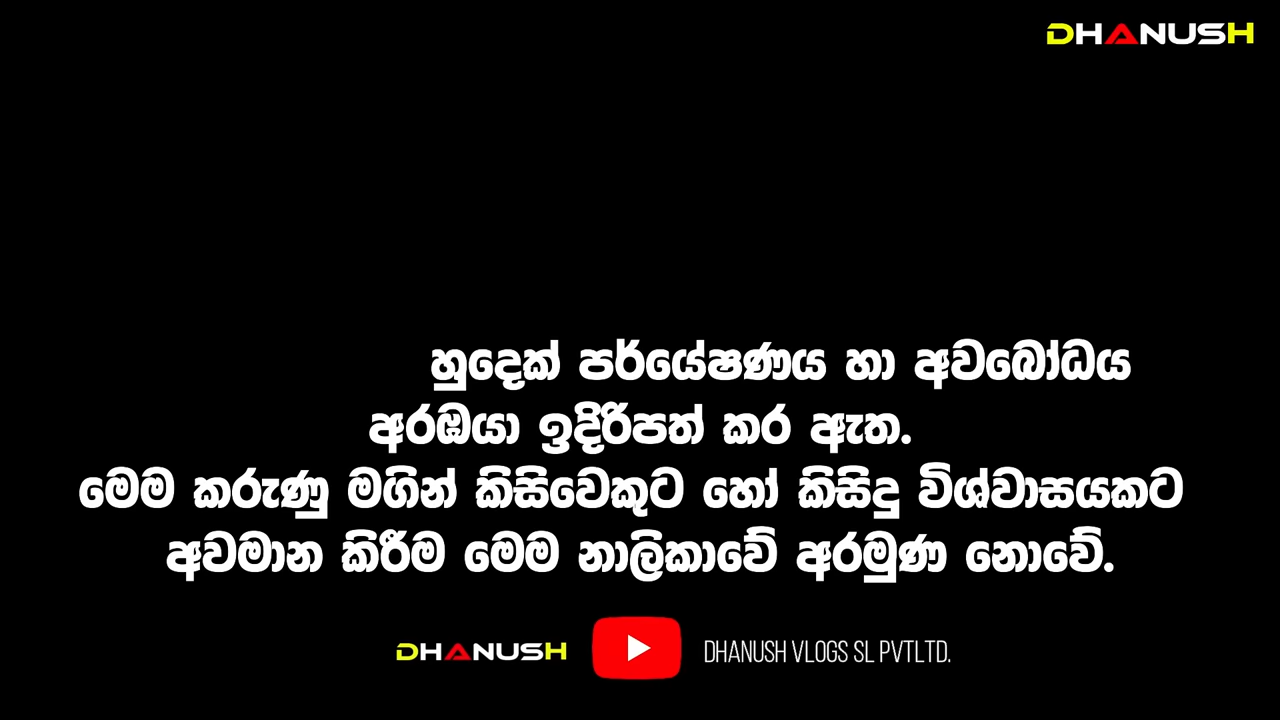 DHANUSH
හුදෙක් පර්යේෂණය හා අවබෝධය
අරඹයා ඉදිරිපත් කර ඇත.
මෙම කරුණු මගින් කිසිවෙකුට හෝ කිසිදු විශ්වාසයකට
අවමාන කිරීම මෙම නාලිකාවේ අරමුණ නොවේ.
DHANUSH DHANUSH VLOGS SL PVTLTD.